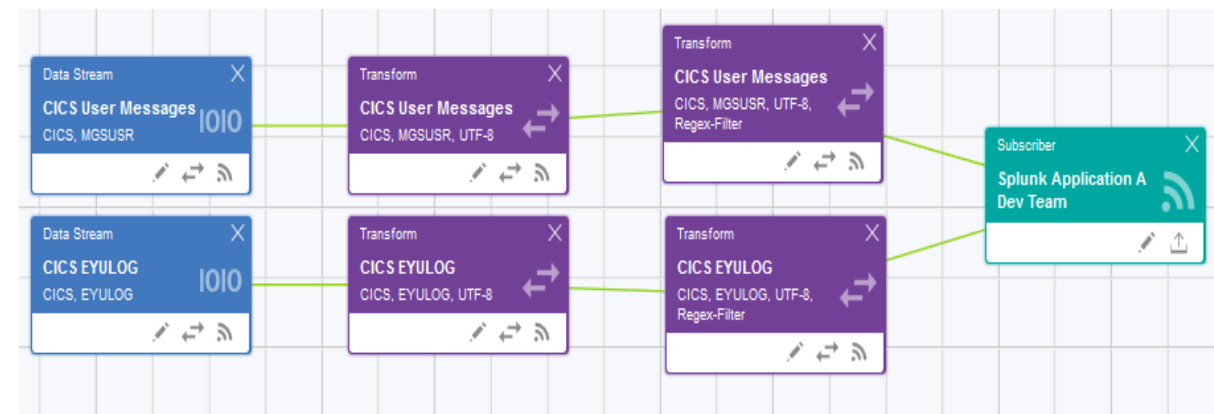 Data Stream X
CICS User Messages
CICS, MGSUSR
Transform X
CICS User Messages
CICS, MGSUSR, UTF-8
Transform X
CICS User Messages
CICS, MGSUSR, UTF-8,
Regex-Filter
Subscriber X
Splunk Application A
Dev Team
Data Stream X
CICS EYULOG
CICS, EYULOG
Transform X
CICS EYULOG
CICS, EYULOG, UTF-8
Transform X
CICS EYULOG
CICS, EYULOG, UTF-8,
Regex-Filter